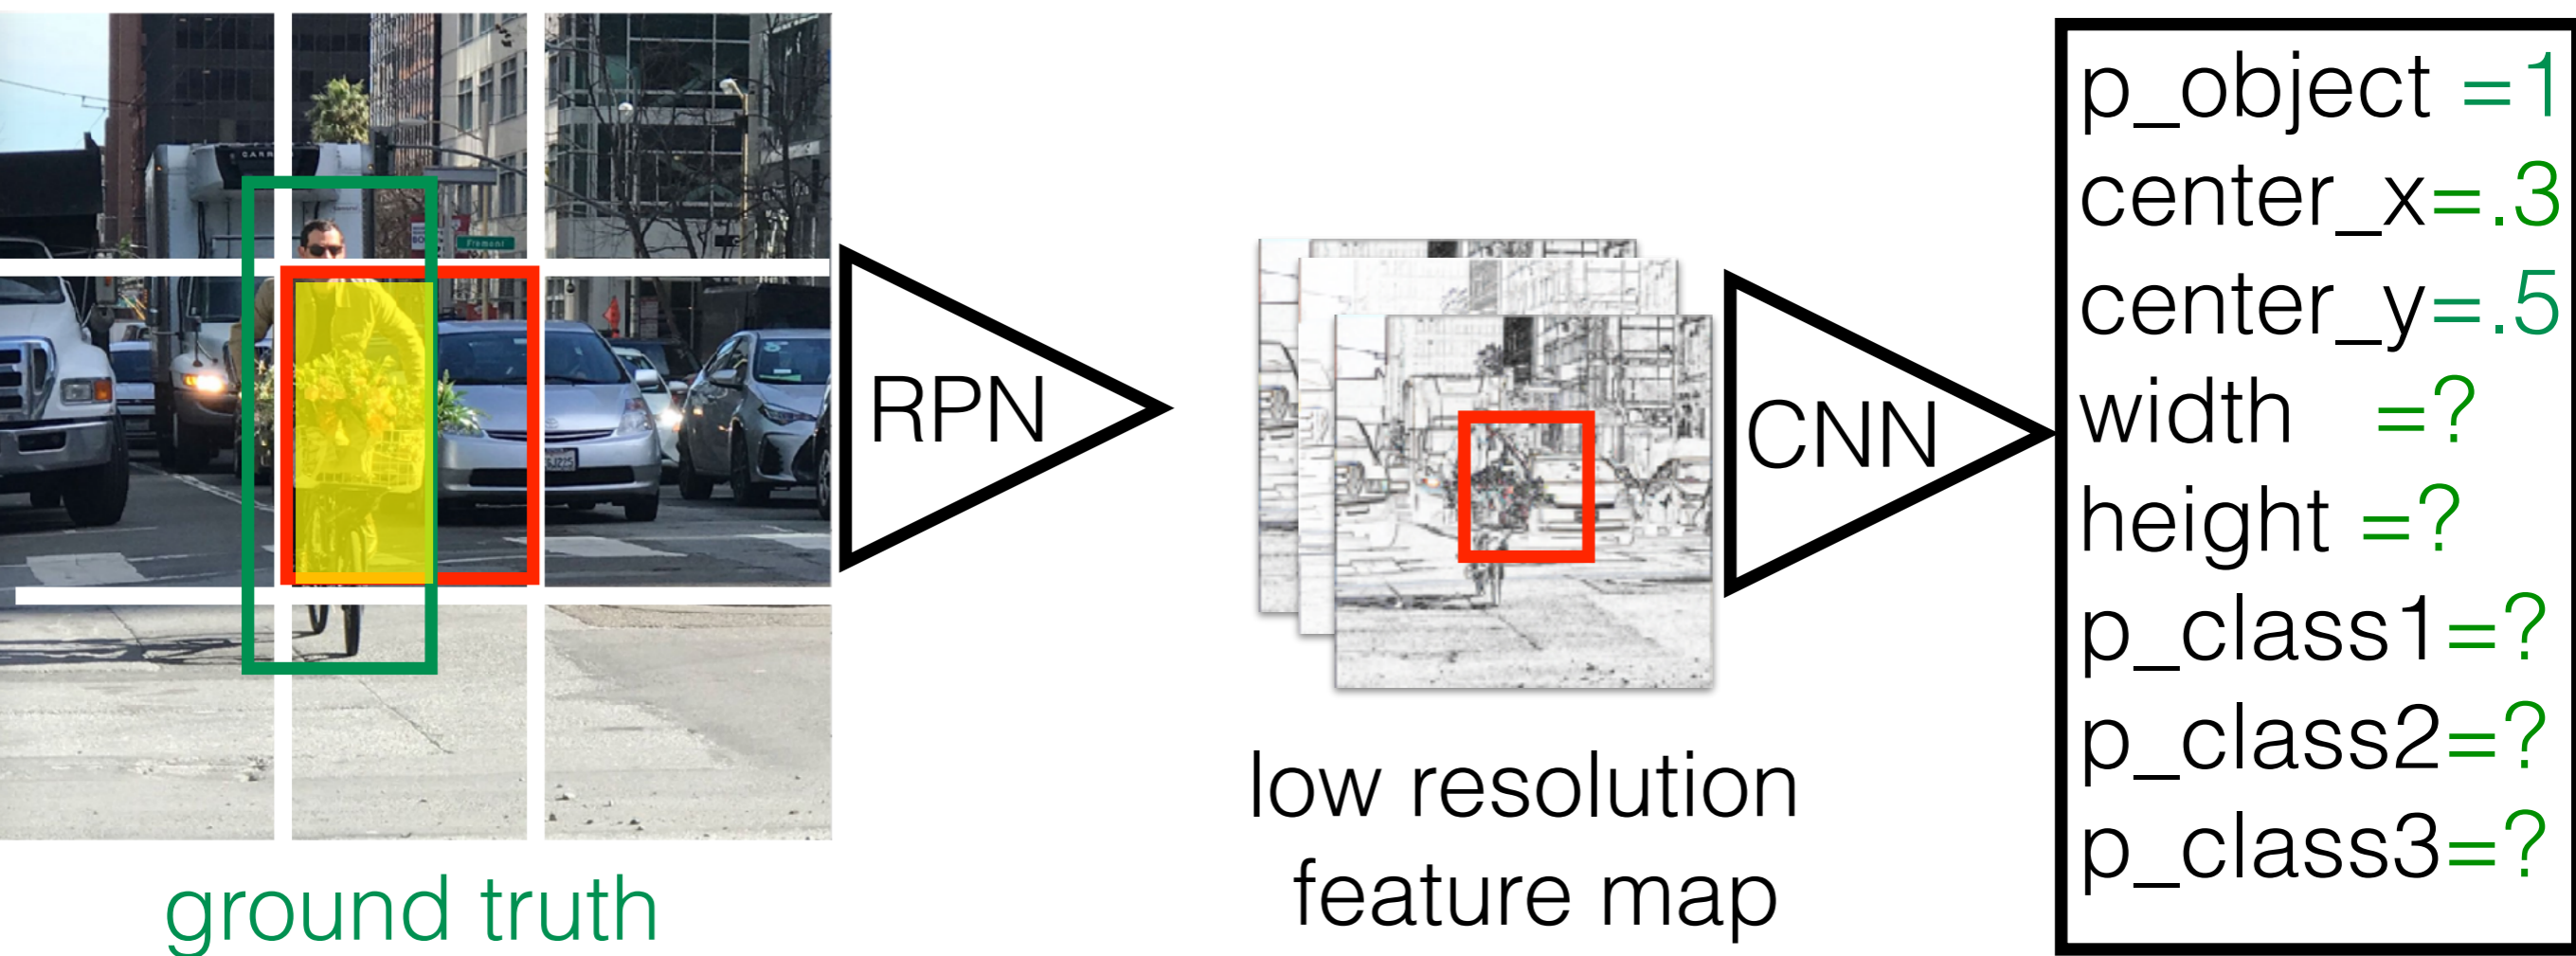 ground truth
RPN
low resolution
feature map
CNN
p_object =1
center_x=.3
center_y=.5
width =?
height =?
p_class1=?
p_class2=?
p_class3=?
Fremont